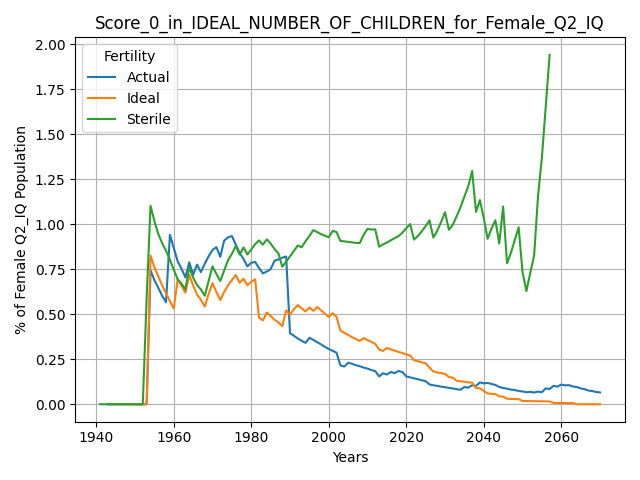 Score_0_in_IDEAL_NUMBER_OF_CHILDREN_for_Female_Q2_IQ
Fertility
Actual
Ideal
Sterile
% of Female Q2_IQ Population
2.00
1.75
1.50
1.25
1.00
0.75
0.50
0.25
0.00
1940 1960 1980 2000 2020 2040 2060
Years